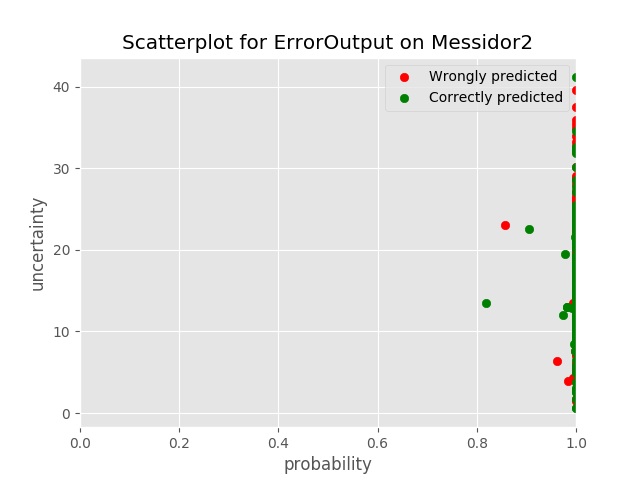 Scatterplot for ErrorOutput on Messidor2
Wrongly predicted
Correctly predicted
40
30
20
10
0
uncertainty
0.0 0.2 0.4 0.6 0.8 1.0
probability